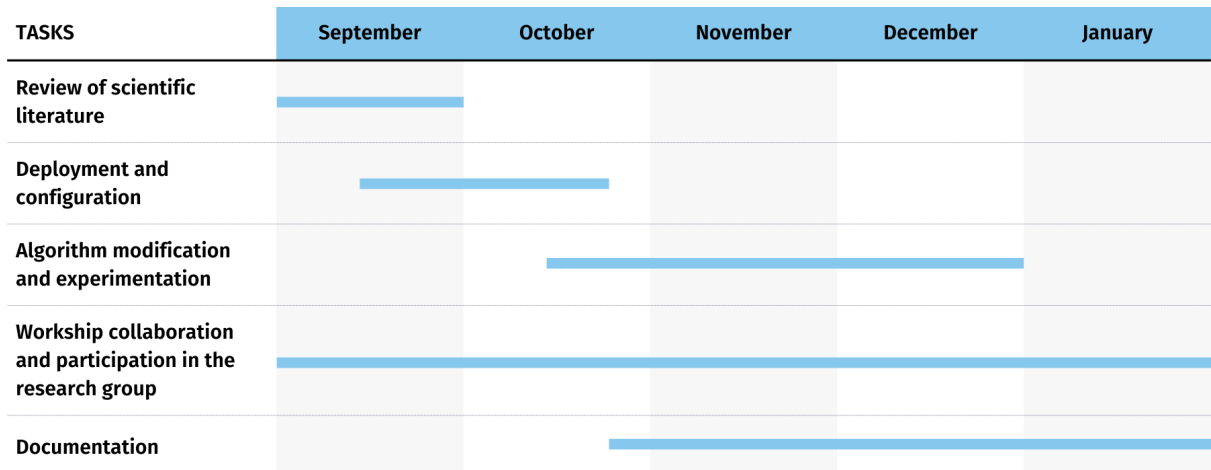 TASKS September October November December January
Review of scientific
literature
Deployment and
configuration
Algorithm modification
and experimentation
Workship collaboration
and participation in the
research group
Documentation